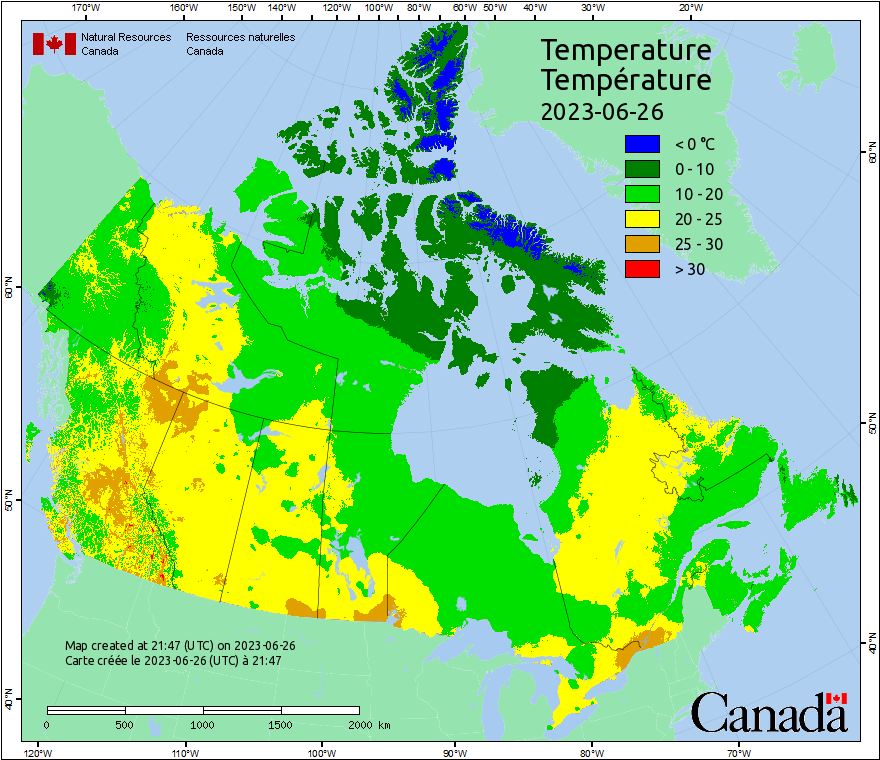 170°W 160°W 150°W 140°W 120°W 100°W 80°W 60°W 50°W 40°W 30°W 20°W
Natural Resources Ressources naturelles
Canada Canada
Temperature
Température
2023-06-26
< 0 °C
0 - 10
10 - 20
20 - 25
25 - 30
> 30
60°N
50°N
40°N
60°N
50°N
40°N
Map created at 21:47 (UTC) on 2023-06-26
Carte créée le 2023-06-26 (UTC) à 21:47
0 500 1000 1500 2000 km
Canada
120°W 110°W 100°W 90°W 80°W 70°W